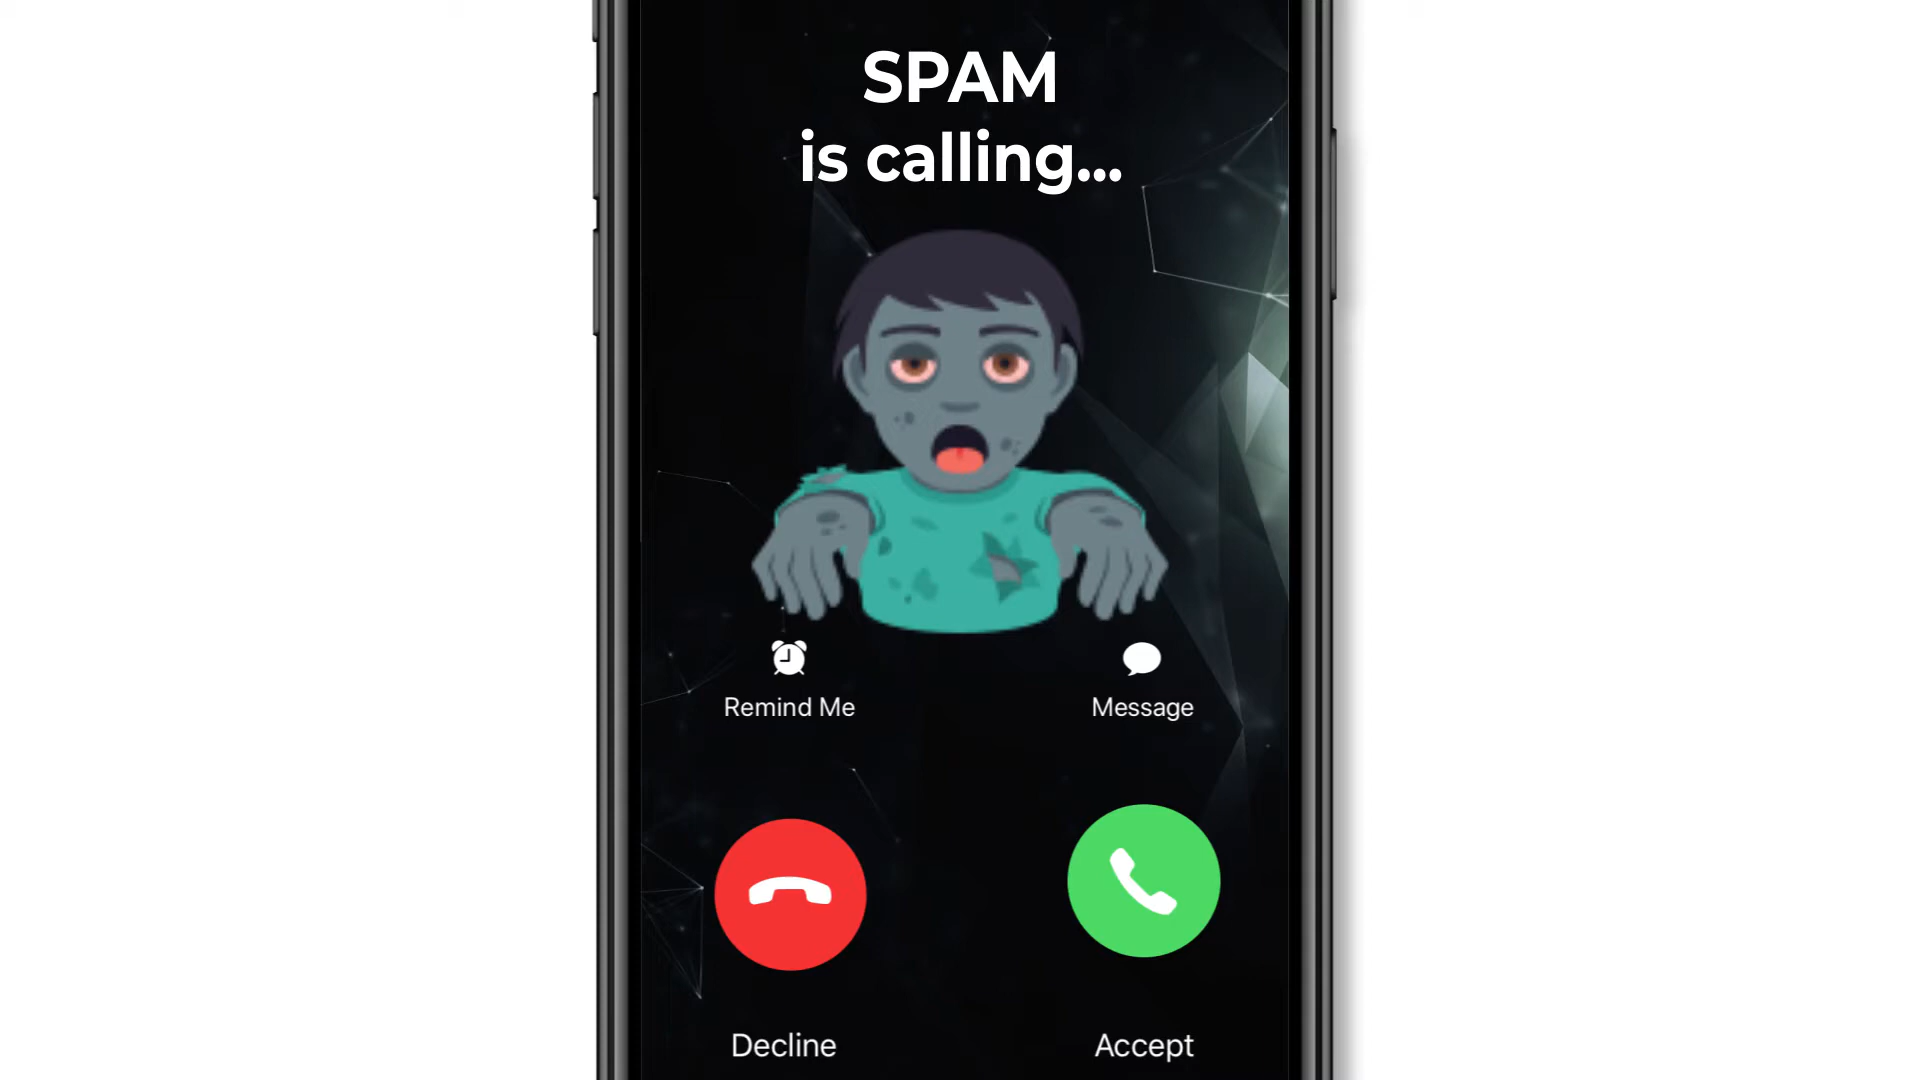 SPAM
is calling...
Remind Me
Message
Decline
Accept